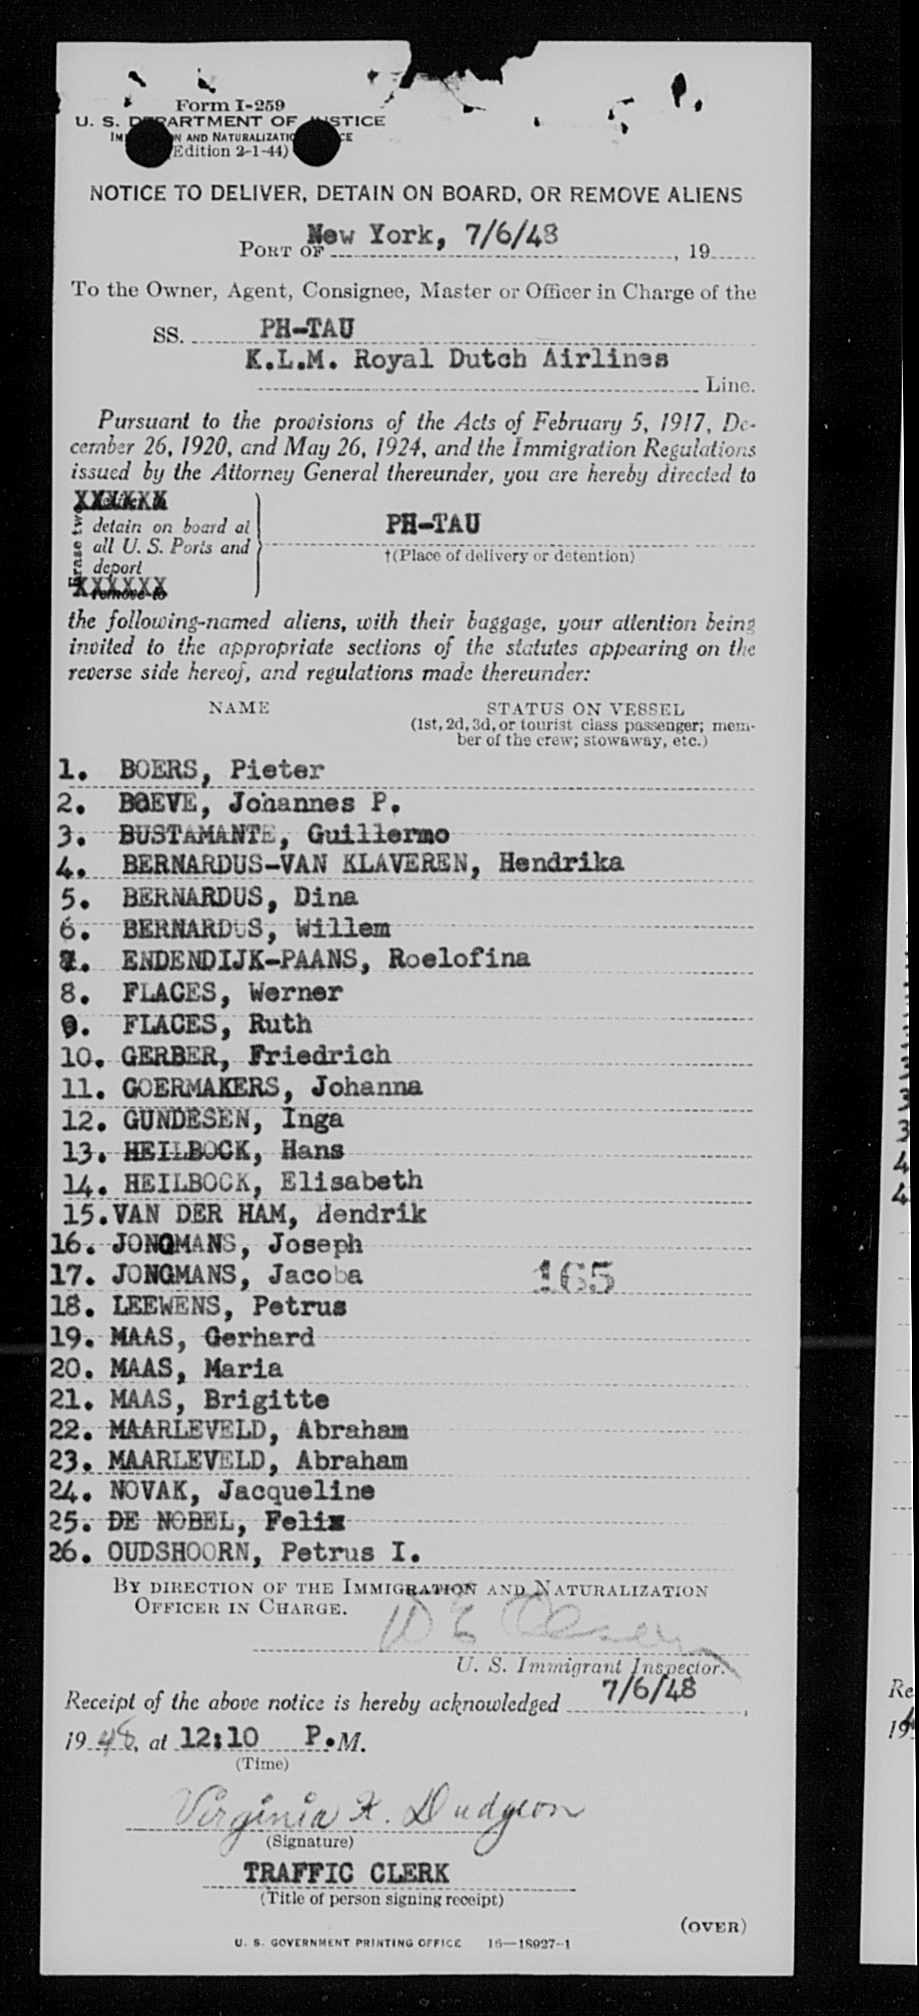 Form I-259
U. S. DEPARTMENT OF JUSTICE
AND NATURALIZATION
(Edition 2-1-44)
NOTICE TO DELIVER, DETAIN ON BOARD, OR REMOVE ALIENS
PORT OF New York, 7/6/48, 19
To the Owner, Agent, Consignee, Master or Officer in Charge of the
SS. PH-TAU
K.L.M. Royal Dutch Airlines
Line.
Pursuant to the provisions of the Acts of February 5, 1917, De-
cember 26, 1920, and May 26, 1924, and the Immigration Regulations
issued by the Attorney General thereunder, you are hereby directed to
XXXXXX
Erase two
detain on board at
all U. S. Ports and
deport
XXXXXX
remove to
PH-TAU
†(Place of delivery or detention)
the following-named aliens, with their baggage, your attention being
invited to the appropriate sections of the statutes appearing on the
reverse side hereof, and regulations made thereunder:
NAME STATUS ON VESSEL
(1st, 2d, 3d, or tourist class passenger; mem-
ber of the crew; stowaway, etc.)
1. BOERS, Pieter
2. BOEVE, Johannes P.
3. BUSTAMANTE, Guillermo
4. BERNARDUS-VAN KLAVEREN, Hendrika
5. BERNARDUS, Dina
6. BERNARDUS, Willem
7. ENDENDIJK-PAANS, Roelofina
8. FLACES, Werner
9. FLACES, Ruth
10. GERBER, Friedrich
11. GOERMAKERS, Johanna
12. GUNDESEN, Inga
13. HEILBOCK, Hans
14. HEILBOCK, Elisabeth
15. VAN DER HAM, Hendrik
16. JONGMANS, Joseph
17. JONGMANS, Jacoba 165
18. LEEWENS, Petrus
19. MAAS, Gerhard
20. MAAS, Maria
21. MAAS, Brigitte
22. MAARLEVELD, Abraham
23. MAARLEVELD, Abraham
24. NOVAK, Jacqueline
25. DE NOBEL, Felix
26. OUDSHOORN, Petrus I.
BY DIRECTION OF THE IMMIGRATION AND NATURALIZATION
OFFICER IN CHARGE.
U. S. Immigrant Inspector.
Receipt of the above notice is hereby acknowledged 7/6/48,
1948, at 12:10 P.M.
(Time)
Virginia K. Dudgeon
(Signature)
TRAFFIC CLERK
(Title of person signing receipt)
(OVER)
U. S. GOVERNMENT PRINTING OFFICE 16—18927-1